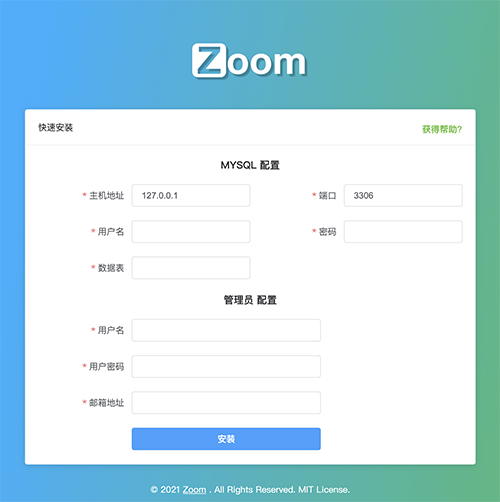 Zoom
快速安装 获得帮助?
MYSQL 配置
* 主机地址 127.0.0.1 * 端口 3306
* 用户名 * 密码
* 数据表
管理员 配置
* 用户名
* 用户密码
* 邮箱地址
安装
© 2021 Zoom . All Rights Reserved. MIT License.